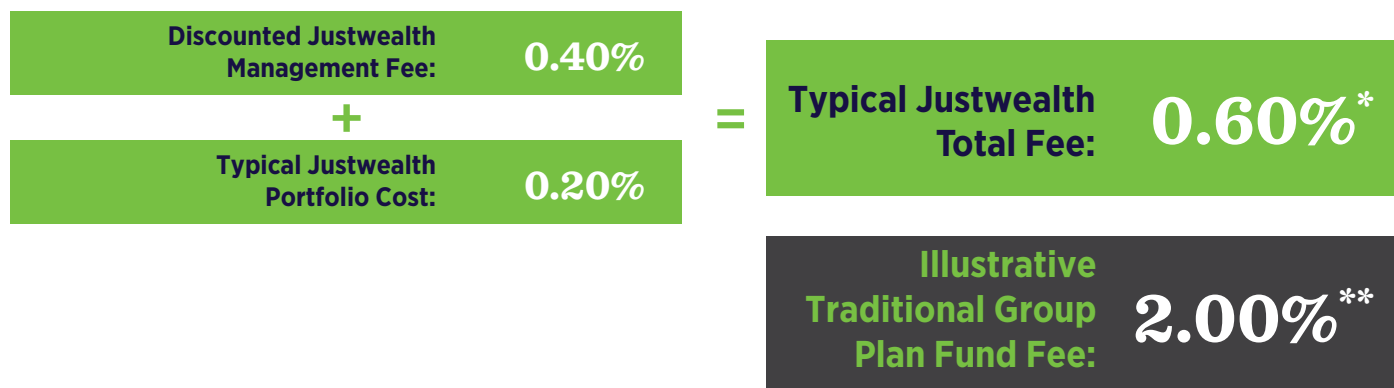 Discounted Justwealth
Management Fee:
0.40%
+
Typical Justwealth
Portfolio Cost:
0.20%
=
Typical Justwealth
Total Fee:
0.60%*
Illustrative
Traditional Group
Plan Fund Fee:
2.00%**